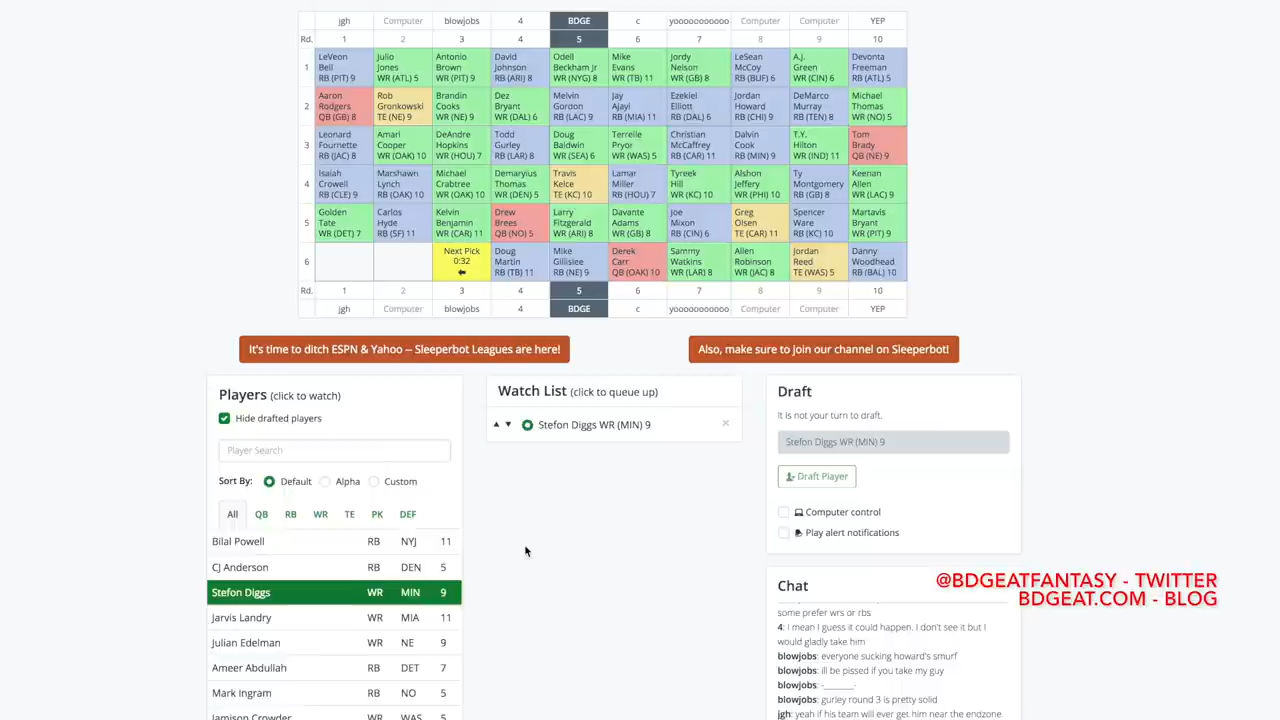 jgh Computer blowjobs 4 BDGE c yooooooooooo Computer Computer YEP
Rd. 1 2 3 4 5 6 7 8 9 10
LeVeon Julio Antonio David Odell Mike Jordy LeSean A.j. Devonta
1 Bell Jones Brown Johnson Beckham Jr Evans Nelson McCoy Green Freeman
RB (PIT) 9 WR (ATL) 5 WR (PIT) 9 RB (ARI) 8 WR (NYG) 8 WR (TB) 11 WR (GB) 8 RB (BUF) 6 WR (CIN) 6 RB (ATL) 5
Aaron Rob Brandin Dez Melvin Jay Ezekiel Jordan DeMarco Michael
2 Rodgers Gronkowski Cooks Bryant Gordon Ajayi Elliott Howard Murray Thomas
QB (GB) 8 TE (NE) 9 WR (NE) 9 WR (DAL) 6 RB (LAC) 9 RB (MIA) 11 RB (DAL) 6 RB (CHI) 9 RB (TEN) 8 WR (NO) 5
Leonard Amari DeAndre Todd Doug Terrelle Christian Dalvin T.Y. Tom
3 Fournette Cooper Hopkins Gurley Baldwin Pryor McCaffrey Cook Hilton Brady
RB (JAC) 8 WR (OAK) 10 WR (HOU) 7 RB (LAR) 8 WR (SEA) 6 WR (WAS) 5 RB (CAR) 11 RB (MIN) 9 WR (IND) 11 QB (NE) 9
Isaiah Marshawn Michael Demaryius Travis Lamar Tyreek Alshon Ty Keenan
4 Crowell Lynch Crabtree Thomas Kelce Miller Hill Jeffery Montgomery Allen
RB (CLE) 9 RB (OAK) 10 WR (OAK) 10 WR (DEN) 5 TE (KC) 10 RB (HOU) 7 WR (KC) 10 WR (PHI) 10 RB (GB) 8 WR (LAC) 9
Golden Carlos Kelvin Drew Larry Davante Joe Greg Spencer Martavis
5 Tate Hyde Benjamin Brees Fitzgerald Adams Mixon Olsen Ware Bryant
WR (DET) 7 RB (SF) 11 WR (CAR) 11 QB (NO) 5 WR (ARI) 8 WR (GB) 8 RB (CIN) 6 TE (CAR) 11 RB (KC) 10 WR (PIT) 9
Next Pick Doug Mike Derek Sammy Allen Jordan Danny
6 0:32 Martin Gillislee Carr Watkins Robinson Reed Woodhead
RB (TB) 11 RB (NE) 9 QB (OAK) 10 WR (LAR) 8 WR (JAC) 8 TE (WAS) 5 RB (BAL) 10
Rd. 1 2 3 4 5 6 7 8 9 10
jgh Computer blowjobs 4 BDGE c yooooooooooo Computer Computer YEP
It's time to ditch ESPN & Yahoo – Sleeperbot Leagues are here!
Also, make sure to join our channel on Sleeperbot!
Players (click to watch)
Hide drafted players
Player Search
Sort By: Default Alpha Custom
All QB RB WR TE PK DEF
Bilal Powell RB NYJ 11
CJ Anderson RB DEN 5
Stefon Diggs WR MIN 9
Jarvis Landry WR MIA 11
Julian Edelman WR NE 9
Ameer Abdullah RB DET 7
Mark Ingram RB NO 5
Jamison Crowder WR WAS 5
Watch List (click to queue up)
Stefon Diggs WR (MIN) 9 ×
Draft
It is not your turn to draft.
Stefon Diggs WR (MIN) 9
Draft Player
Computer control
Play alert notifications
@BDGEATFANTASY - TWITTER
BDGEAT.COM - BLOG
Chat
some prefer wrs or rbs
4: I mean I guess it could happen. I don't see it but I
would gladly take him
blowjobs: everyone sucking howard's smurf
blowjobs: ill be pissed if you take my guy
blowjobs: -_______-
blowjobs: gurley round 3 is pretty solid
jgh: yeah if his team will ever get him near the endzone